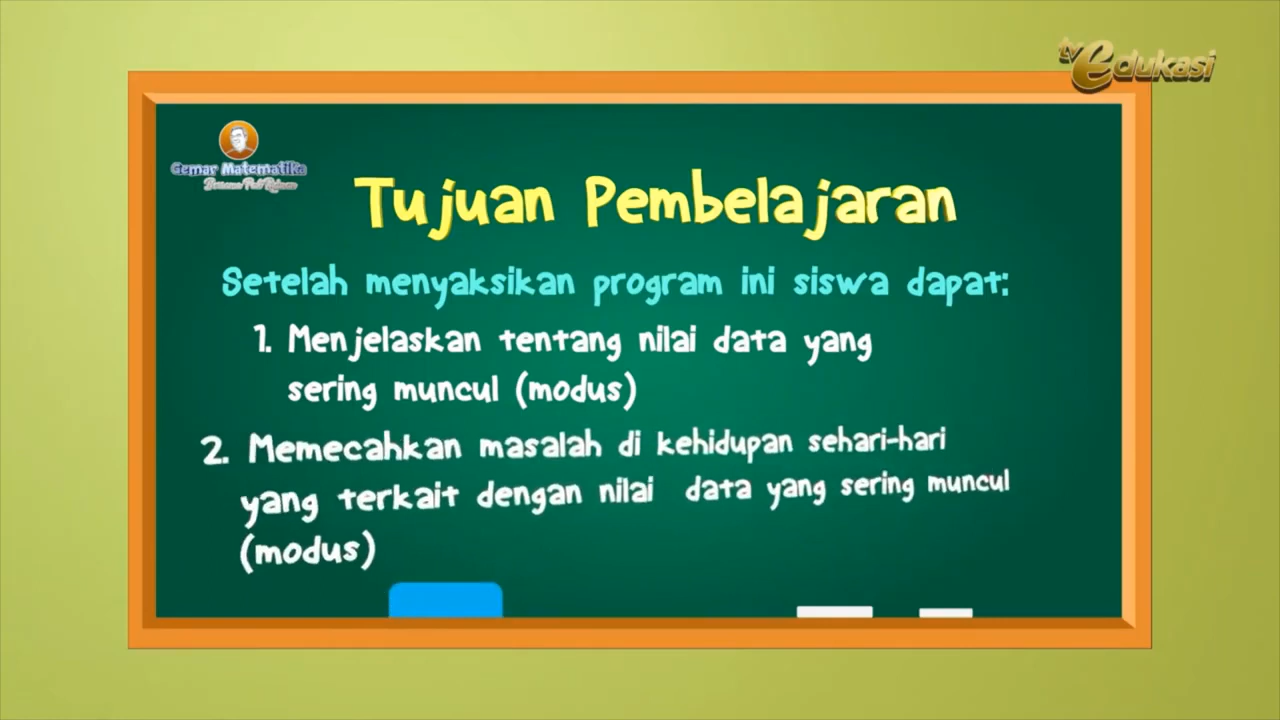 tv edukasi
Gemar Matematika
Tujuan Pembelajaran
Setelah menyaksikan program ini siswa dapat:
1. Menjelaskan tentang nilai data yang
sering muncul (modus)
2. Memecahkan masalah di kehidupan sehari-hari
yang terkait dengan nilai data yang sering muncul
(modus)